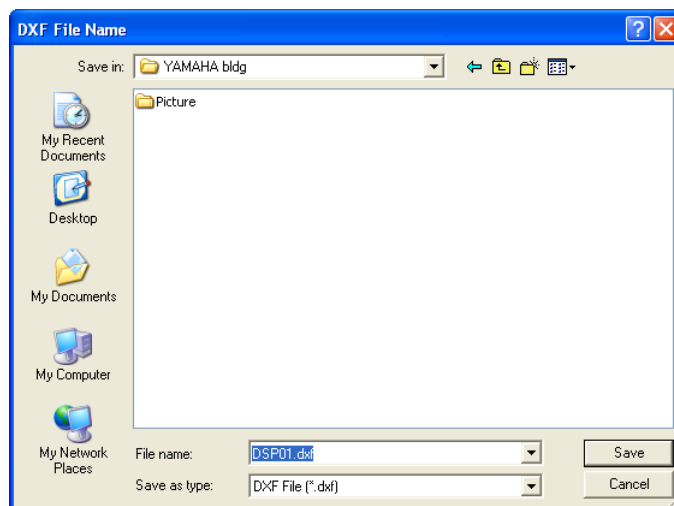 DXF File Name
Save in: YAMAHA bldg
Picture
My Recent
Documents
Desktop
My Documents
My Computer
My Network
Places
File name: DSP01.dxf Save
Save as type: DXF File (*.dxf) Cancel